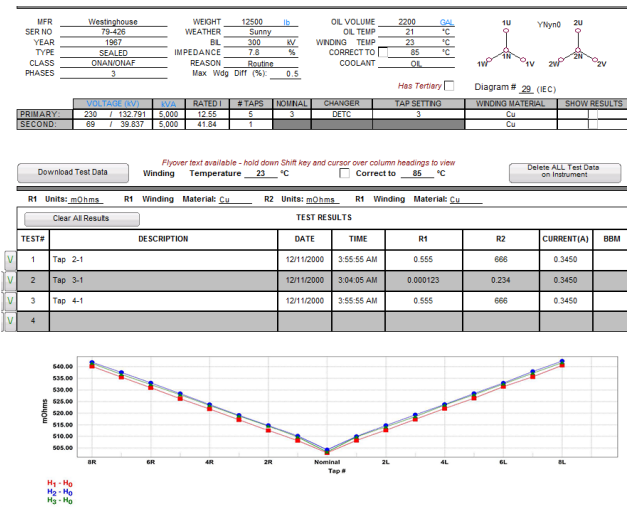 MFR Westinghouse WEIGHT 12500 lb OIL VOLUME 2200 GAL 1U YNyn0 2U
SER NO 79-426 WEATHER Sunny OIL TEMP 21 °C
YEAR 1967 BIL 300 kV WINDING TEMP 23 °C
TYPE SEALED IMPEDANCE 7.8 % CORRECT TO 85 °C 1N 2N
CLASS ONAN/ONAF REASON Routine COOLANT OIL 1W 1V 2W 2V
PHASES 3 Max Wdg Diff (%): 0.5
Has Tertiary Diagram # 29 (IEC)
VOLTAGE (kV) kVA RATED I # TAPS NOMINAL CHANGER TAP SETTING WINDING MATERIAL SHOW RESULTS
PRIMARY: 230 / 132.791 5,000 12.55 5 3 DETC 3 Cu
SECOND: 69 / 39.837 5,000 41.84 1 Cu
Flyover text available - hold down Shift key and cursor over column headings to view
Download Test Data Winding Temperature 23 °C Correct to 85 °C Delete ALL Test Data
on Instrument
R1 Units: mOhms R1 Winding Material: Cu R2 Units: mOhms R1 Winding Material: Cu
Clear All Results TEST RESULTS
TEST# DESCRIPTION DATE TIME R1 R2 CURRENT(A) BBM
V 1 Tap 2-1 12/11/2000 3:55:55 AM 0.555 666 0.3450
V 2 Tap 3-1 12/11/2000 3:04:05 AM 0.000123 0.234 0.3450
V 3 Tap 4-1 12/11/2000 3:55:55 AM 0.555 666 0.3450
V 4
540.00
535.00
530.00
525.00
520.00
515.00
510.00
505.00
mOhms
8R 6R 4R 2R Nominal 2L 4L 6L 8L
Tap #
H1 - H0
H2 - H0
H3 - H0